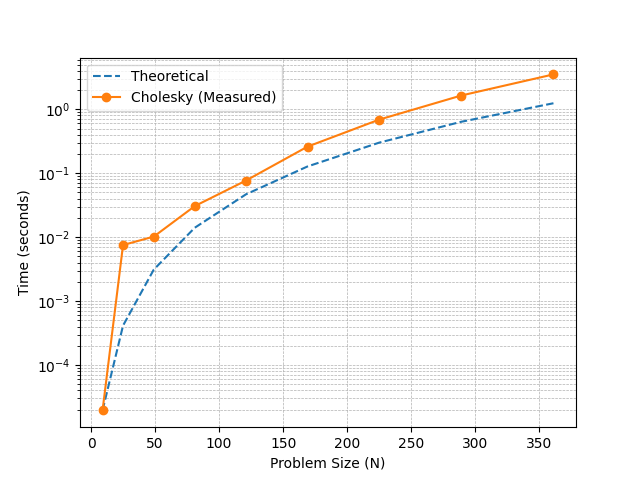 Theoretical
Cholesky (Measured)
10^0
10^-1
10^-2
10^-3
10^-4
Time (seconds)
0 50 100 150 200 250 300 350
Problem Size (N)